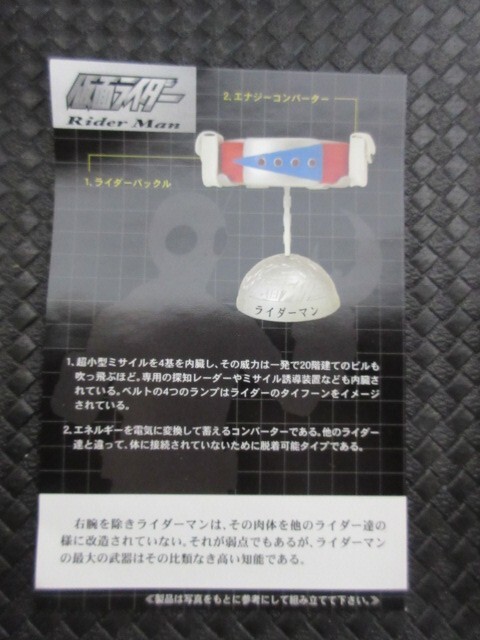 仮面ライダー
Rider Man
2. エナジーコンバーター
1. ライダーバックル
ライダーマン
1. 超小型ミサイルを4基を内臓し、その威力は一発で20階建てのビルも
吹っ飛ぶほど。専用の探知レーダーやミサイル誘導装置なども内臓さ
れている。ベルトの4つのランプはライダーのタイフーンをイメージ
されている。
2. エネルギーを電気に変換して蓄えるコンバーターである。他のライダー
達と違って、体に接続されていないために脱着可能タイプである。
右腕を除きライダーマンは、その肉体を他のライダー達の
様に改造されていない。それが弱点でもあるが、ライダーマン
の最大の武器はその比類なき高い知能である。
≪製品は写真をもとに参考にして組み立てて下さい。≫